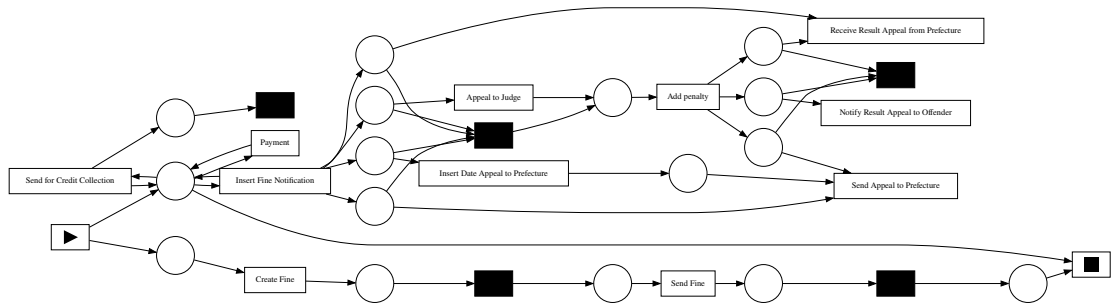 Receive Result Appeal from Prefecture
Appeal to Judge
Add penalty
Notify Result Appeal to Offender
Payment
Send for Credit Collection
Insert Fine Notification
Insert Date Appeal to Prefecture
Send Appeal to Prefecture
Create Fine
Send Fine